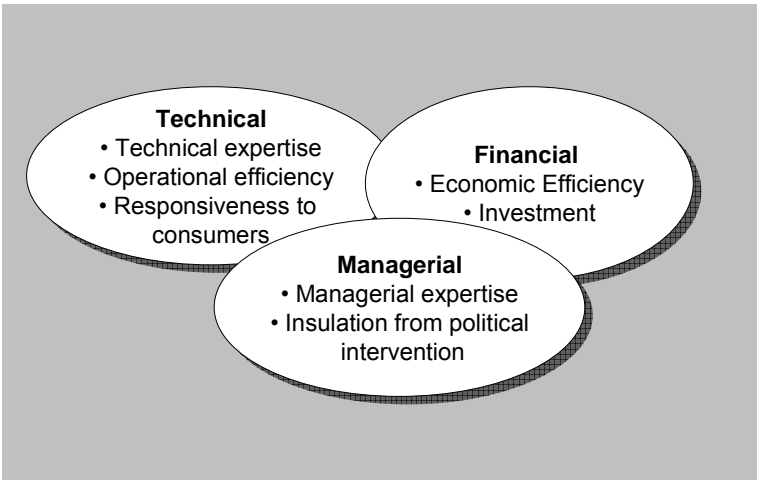 Technical
• Technical expertise
• Operational efficiency
• Responsiveness to
consumers
Financial
• Economic Efficiency
• Investment
Managerial
• Managerial expertise
• Insulation from political
intervention